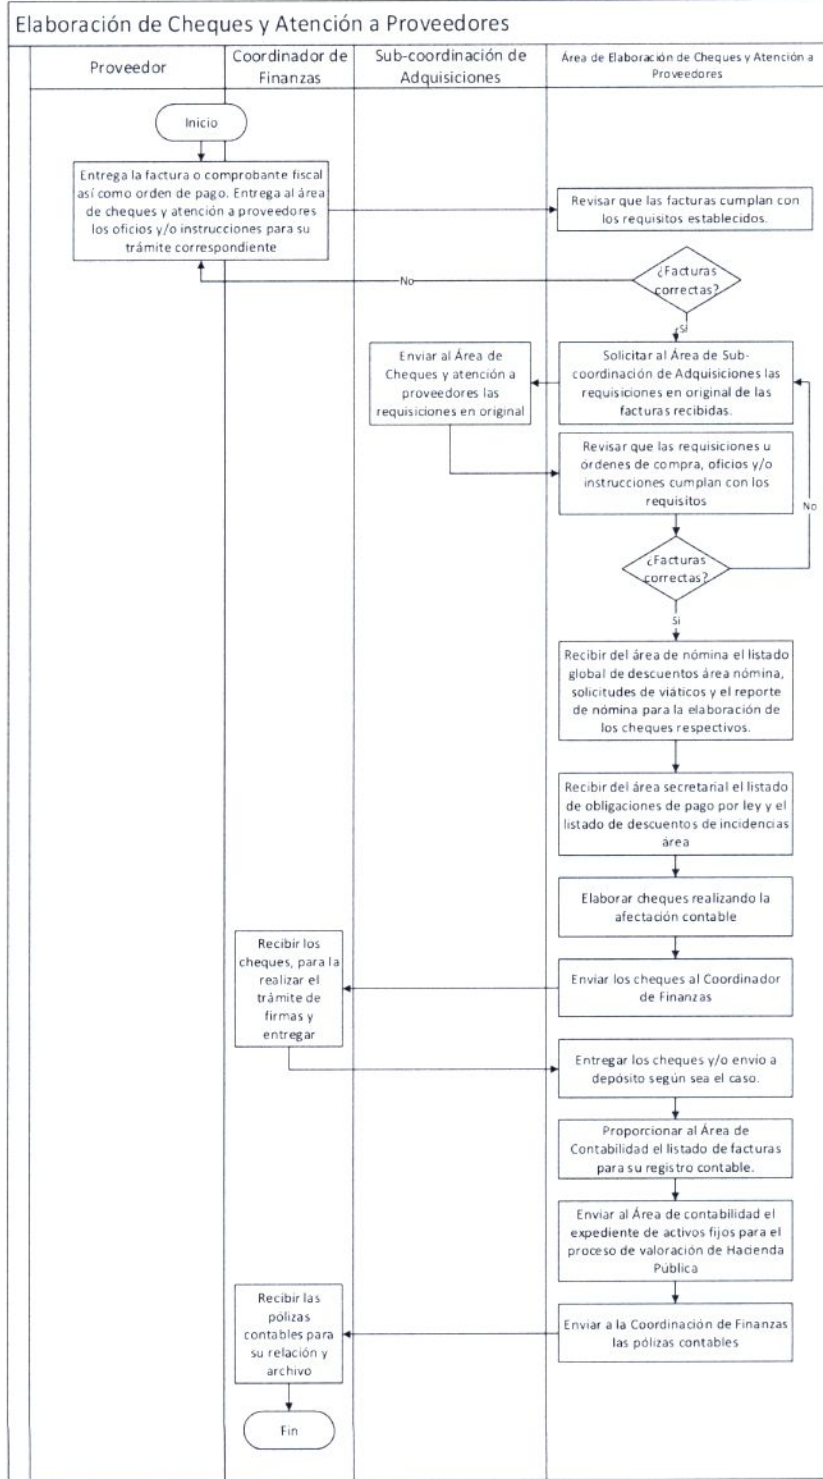 Elaboración de Cheques y Atención a Proveedores
Proveedor
Coordinador de
Finanzas
Sub-coordinación de
Adquisiciones
Área de Elaboración de Cheques y Atención a
Proveedores
Inicio
Entrega la factura o comprobante fiscal
así como orden de pago. Entrega al área
de cheques y atención a proveedores
los oficios y/o instrucciones para su
trámite correspondiente
Revisar que las facturas cumplan con
los requisitos establecidos.
¿Facturas
correctas?
No
Si
Enviar al Área de
Cheques y atención a
proveedores las
requisiciones en original
Solicitar al Área de Sub-
coordinación de Adquisiciones las
requisiciones en original de las
facturas recibidas.
Revisar que las requisiciones u
órdenes de compra, oficios y/o
instrucciones cumplan con los
requisitos
No
¿Facturas
correctas?
Si
Recibir del área de nómina el listado
global de descuentos área nómina,
solicitudes de viáticos y el reporte
de nómina para la elaboración de
los cheques respectivos.
Recibir del área secretarial el listado
de obligaciones de pago por ley y el
listado de descuentos de incidencias
área
Elaborar cheques realizando la
afectación contable
Recibir los
cheques, para la
realizar el
trámite de
firmas y
entregar
Enviar los cheques al Coordinador
de Finanzas
Entregar los cheques y/o envio a
depósito según sea el caso.
Proporcionar al Área de
Contabilidad el listado de facturas
para su registro contable.
Enviar al Área de contabilidad el
expediente de activos fijos para el
proceso de valoración de Hacienda
Pública
Recibir las
pólizas
contables para
su relación y
archivo
Enviar a la Coordinación de Finanzas
las pólizas contables
Fin